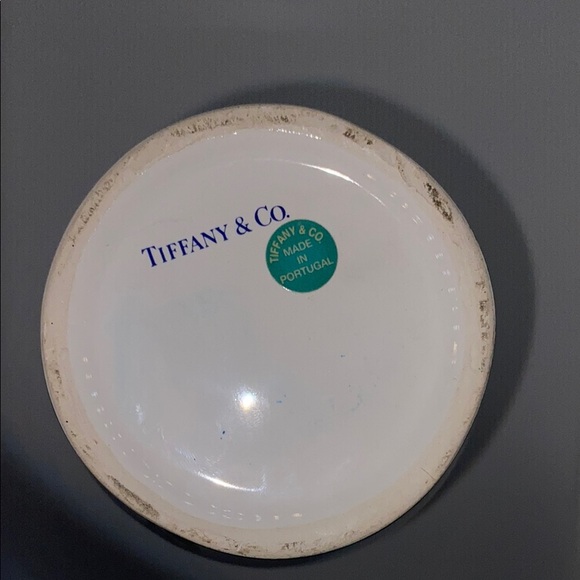 TIFFANY & CO.
TIFFANY & CO.
MADE
IN
PORTUGAL